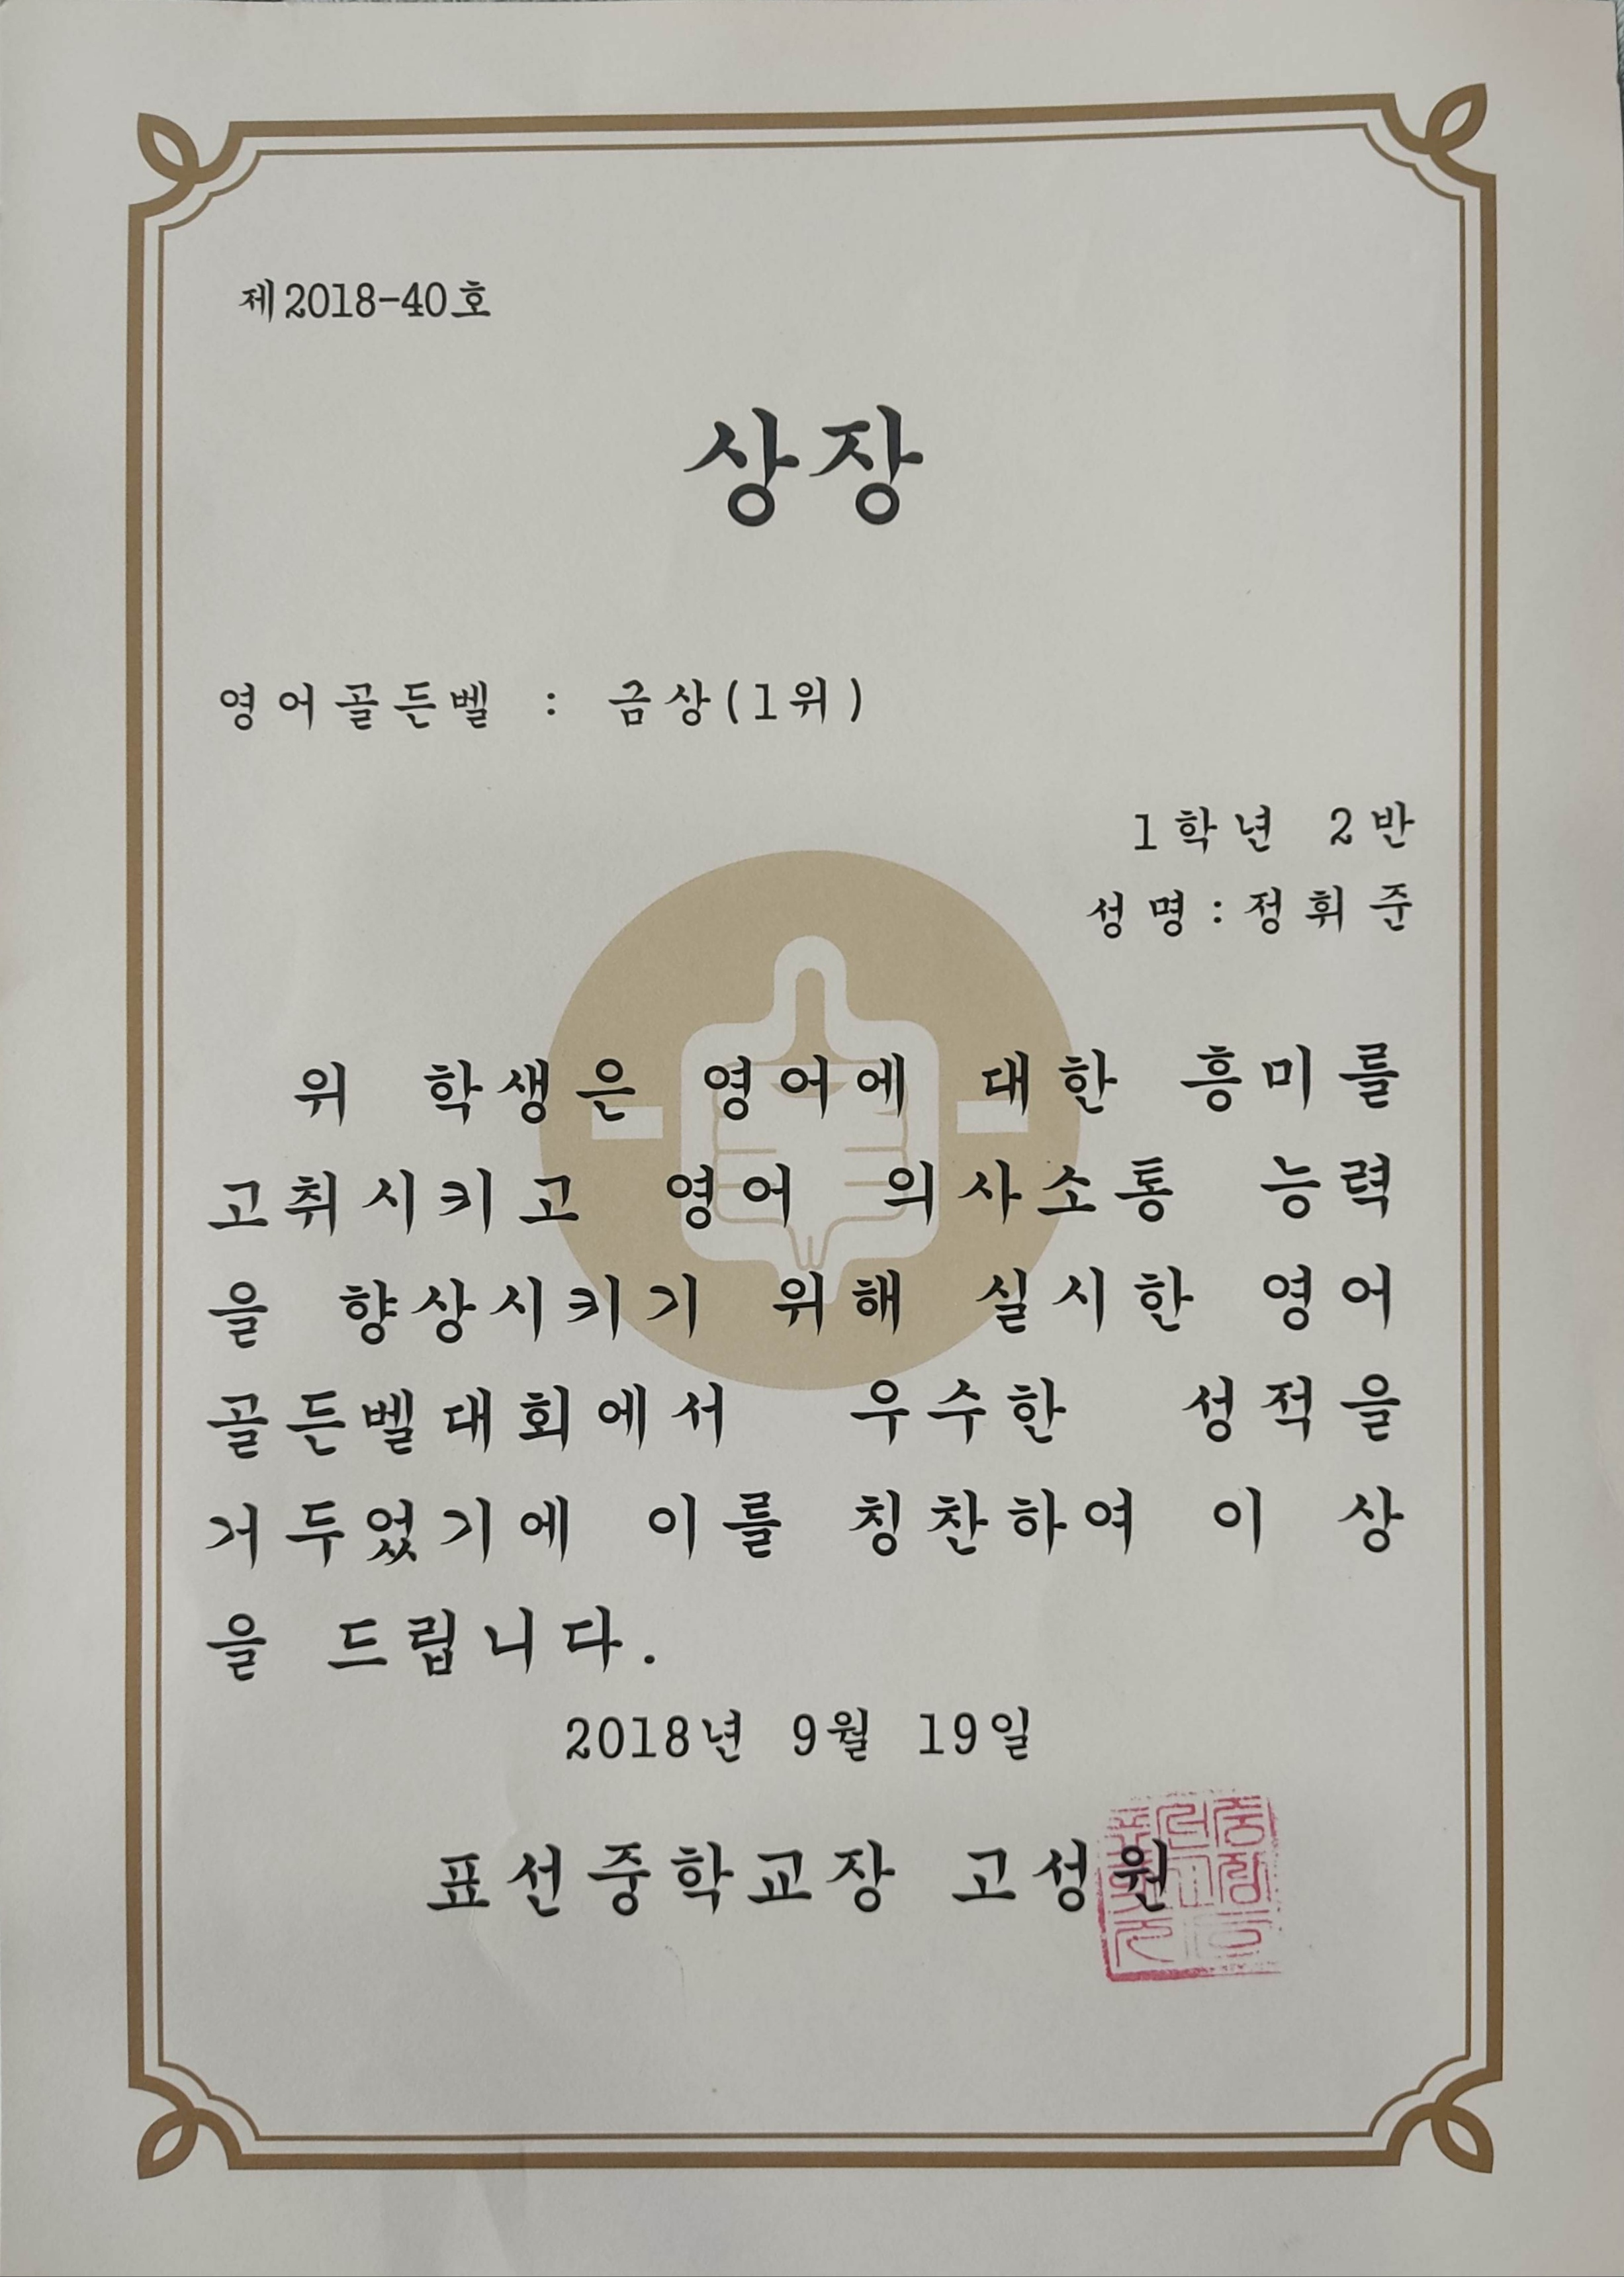 제2018-40호
상장
영어골든벨 : 금상(1위)
1학년 2반
성명:정휘준
위 학생은 영어에 대한 흥미를
고취시키고 영어 의사소통 능력
을 향상시키기 위해 실시한 영어
골든벨대회에서 우수한 성적을
거두었기에 이를 칭찬하여 이 상
을 드립니다.
2018년 9월 19일
표선중학교장 고성원